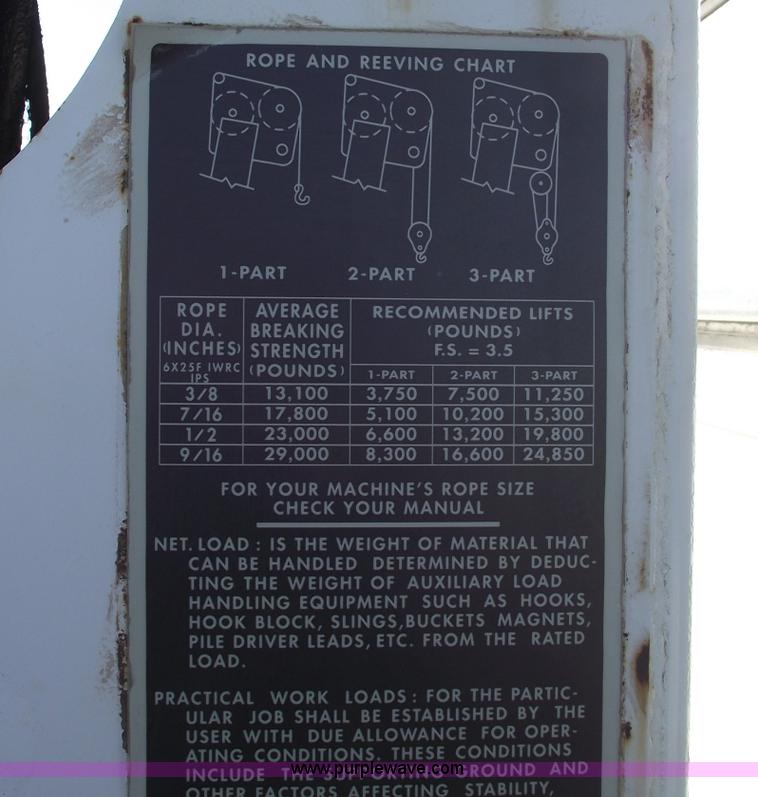 ROPE AND REEVING CHART
1-PART 2-PART 3-PART
ROPE DIA. (INCHES) 6X25F IWRC IPS
AVERAGE BREAKING STRENGTH (POUNDS)
RECOMMENDED LIFTS (POUNDS) F.S. = 3.5
1-PART 2-PART 3-PART
3/8 13,100 3,750 7,500 11,250
7/16 17,800 5,100 10,200 15,300
1/2 23,000 6,600 13,200 19,800
9/16 29,000 8,300 16,600 24,850
FOR YOUR MACHINE'S ROPE SIZE
CHECK YOUR MANUAL
NET. LOAD : IS THE WEIGHT OF MATERIAL THAT
CAN BE HANDLED DETERMINED BY DEDUC-
TING THE WEIGHT OF AUXILIARY LOAD
HANDLING EQUIPMENT SUCH AS HOOKS,
HOOK BLOCK, SLINGS,BUCKETS MAGNETS,
PILE DRIVER LEADS, ETC. FROM THE RATED
LOAD.
PRACTICAL WORK LOADS : FOR THE PARTIC-
ULAR JOB SHALL BE ESTABLISHED BY THE
USER WITH DUE ALLOWANCE FOR OPER-
ATING CONDITIONS. THESE CONDITIONS
INCLUDE THE GROUND AND
www.purplewave.com
OTHER FACTORS AFFECTING STABILITY,